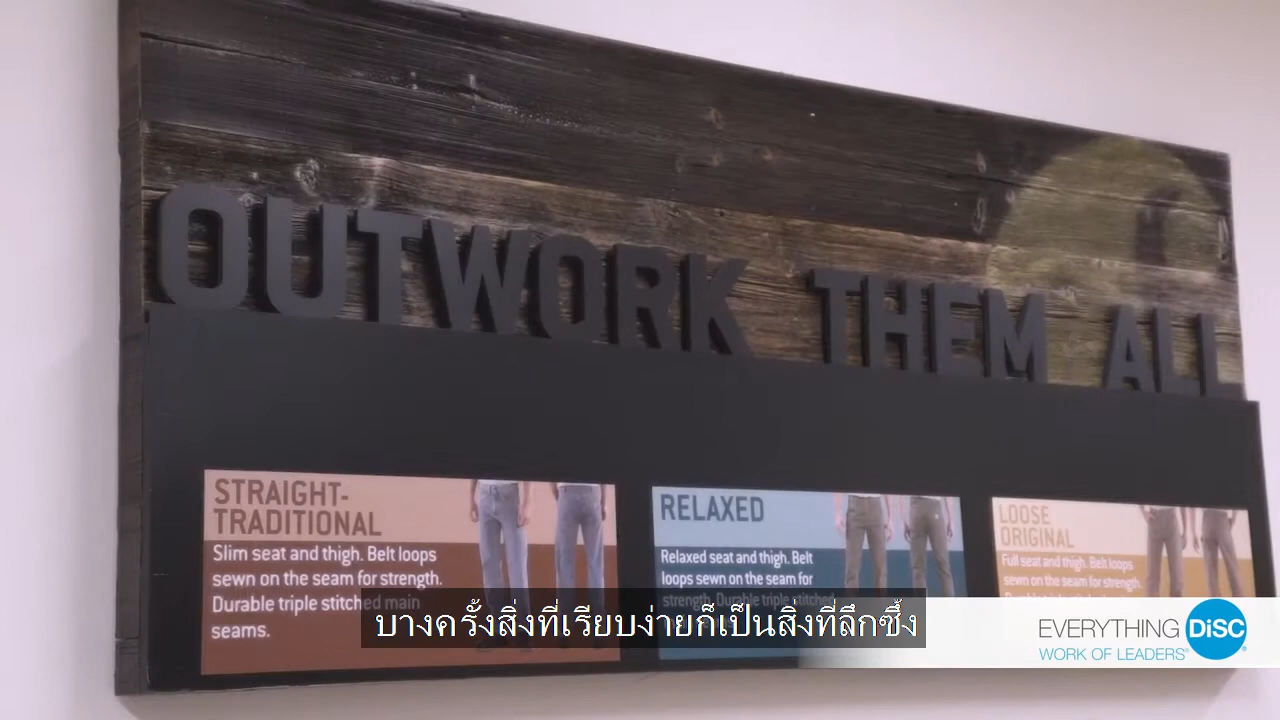 OUTWORK THEM ALL
STRAIGHT-
TRADITIONAL
Slim seat and thigh. Belt loops
sewn on the seam for strength.
Durable triple stitched main
seams.
RELAXED
Relaxed seat and thigh. Belt
loops sewn on the seam for
strength. Durable triple stitched
LOOSE
ORIGINAL
Full seat and thigh. Belt loops
sewn on the seam for strength.
บางครั้งสิ่งที่เรียบง่ายก็เป็นสิ่งที่ลึกซึ้ง
EVERYTHING DiSC®
WORK OF LEADERS®